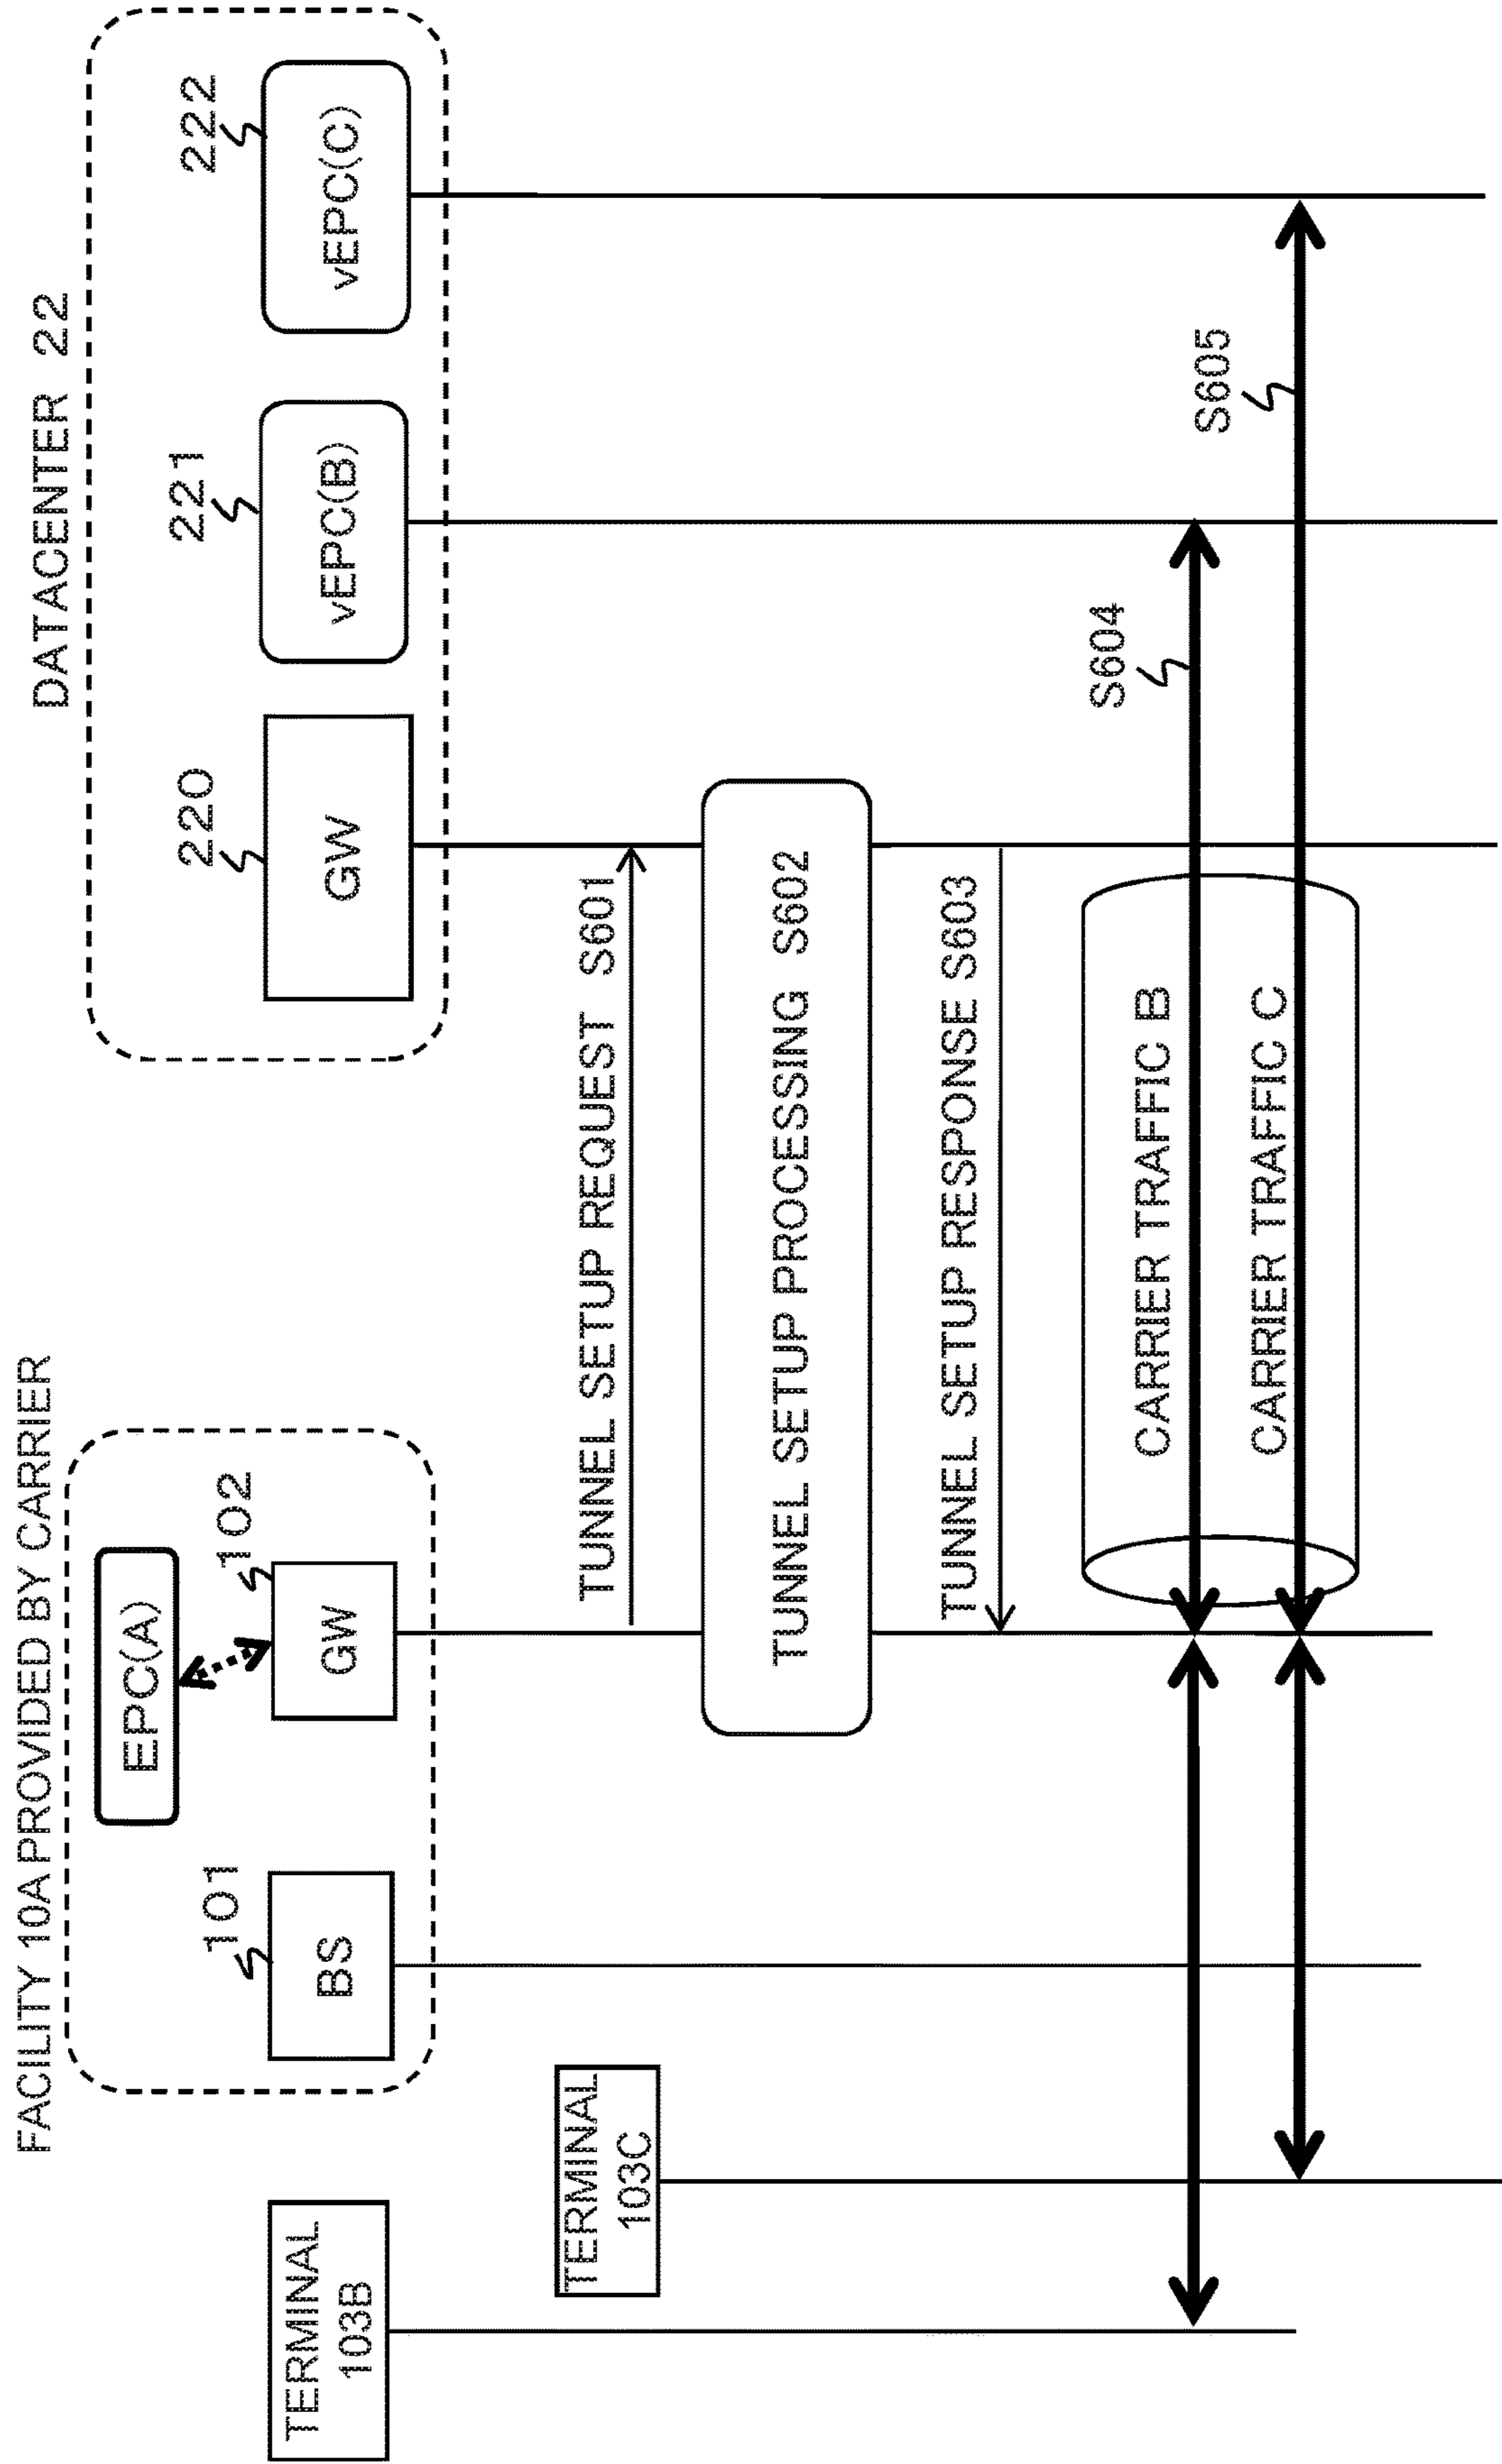 FACILITY 10A PROVIDED BY CARRIER
DATACENTER 22
EPC(A)
101
102
220
221
222
TERMINAL
103B
BS
GW
GW
vEPC(B)
vEPC(C)
TERMINAL
103C
TUNNEL SETUP REQUEST S601
TUNNEL SETUP PROCESSING S602
TUNNEL SETUP RESPONSE S603
S604
CARRIER TRAFFIC B
S605
CARRIER TRAFFIC C